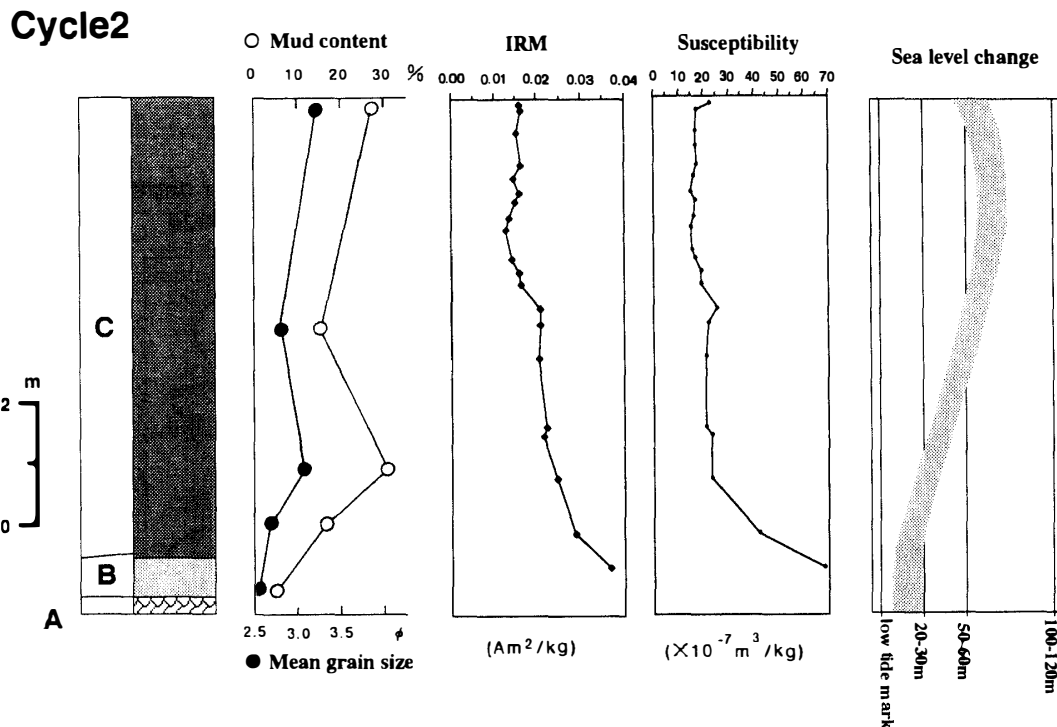 Cycle2
○ Mud content
0 10 20 30 %
IRM
0.00 0.01 0.02 0.03 0.04
Susceptibility
0 10 20 30 40 50 60 70
Sea level change
C
m
2
0
B
A
2.5 3.0 3.5 ϕ
● Mean grain size
(Am²/kg)
(×10⁻⁷m³/kg)
low tide mark
20-30m
50-60m
100-120m